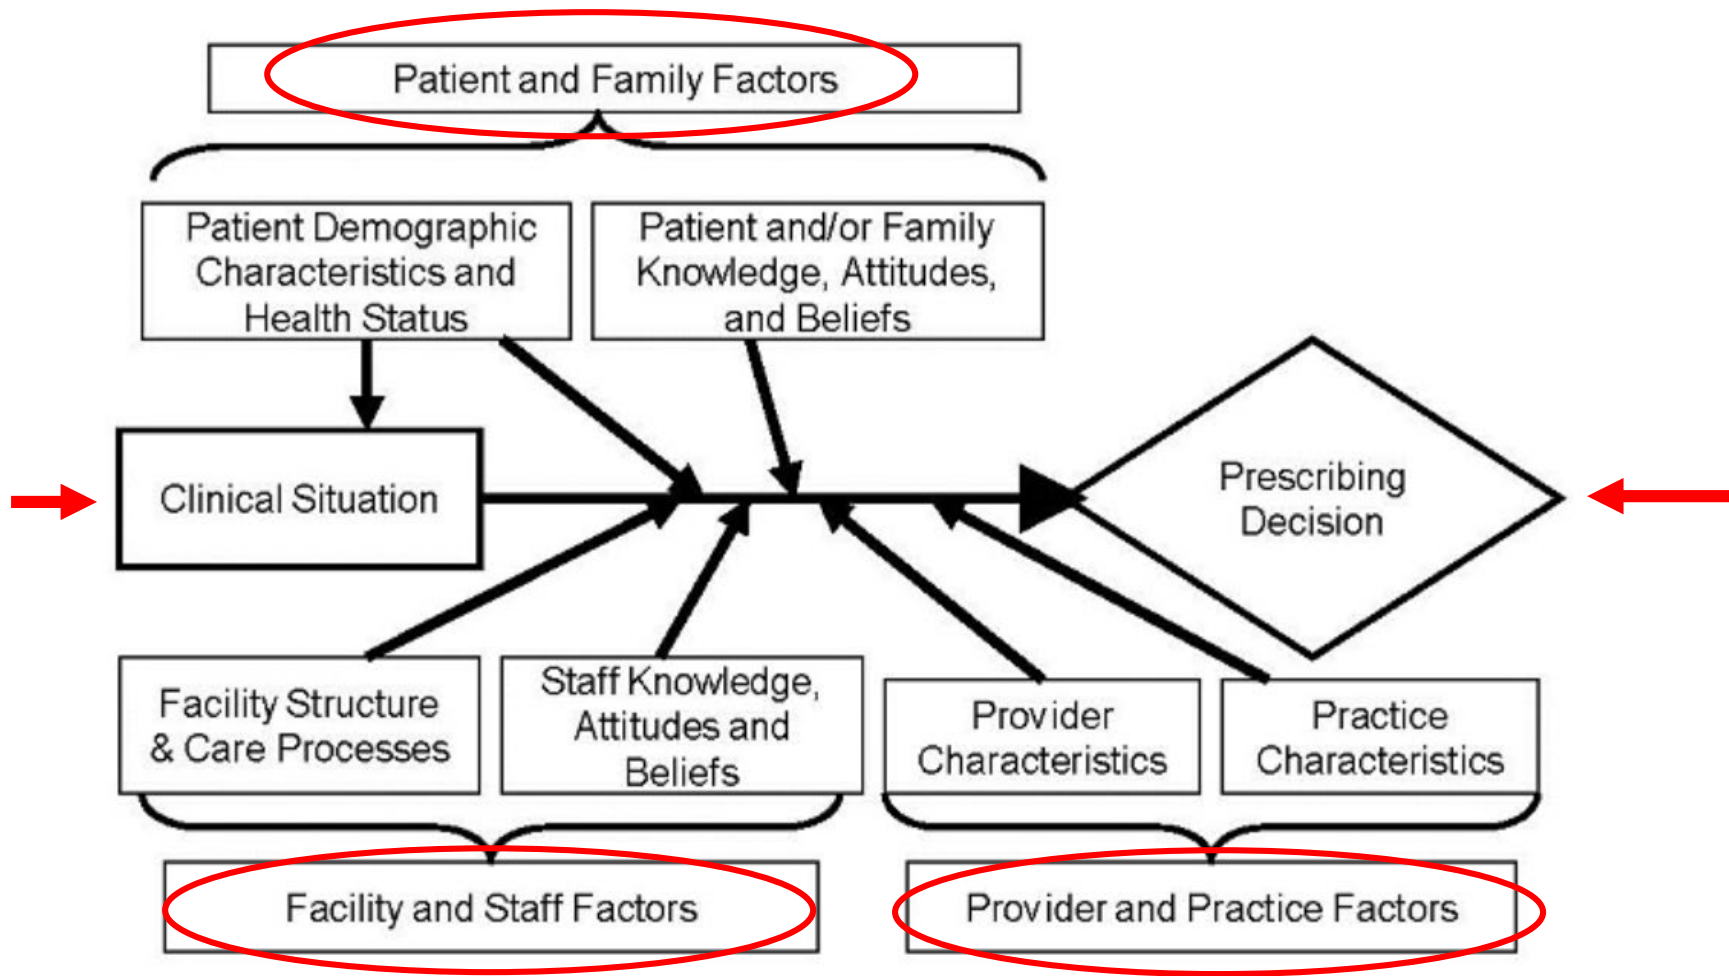 Patient and Family Factors
Patient Demographic
Characteristics and
Health Status
Patient and/or Family
Knowledge, Attitudes,
and Beliefs
Clinical Situation
Prescribing
Decision
Facility Structure
& Care Processes
Staff Knowledge,
Attitudes and
Beliefs
Provider
Characteristics
Practice
Characteristics
Facility and Staff Factors
Provider and Practice Factors